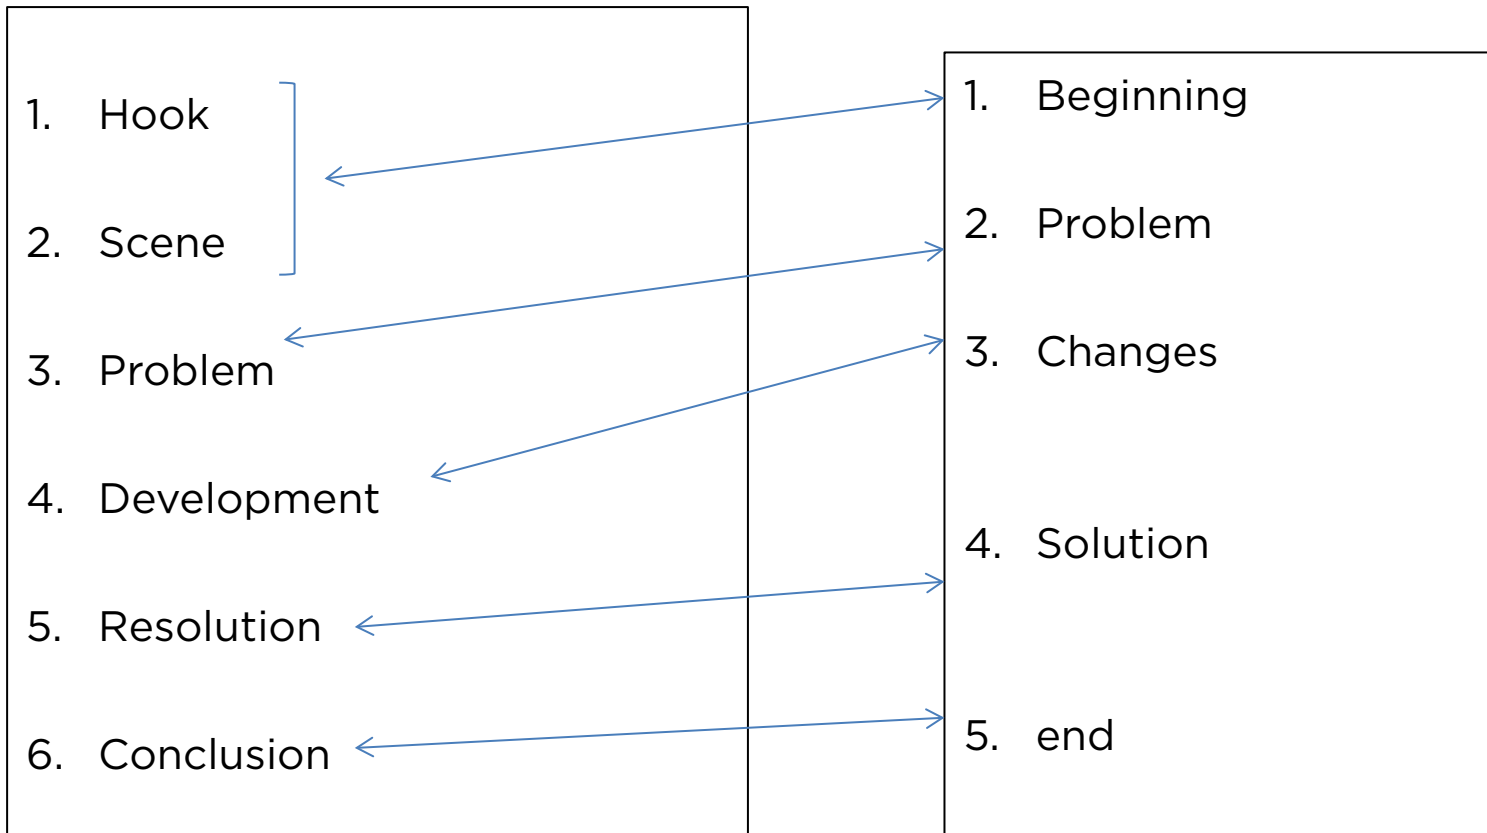 1. Hook
2. Scene
3. Problem
4. Development
5. Resolution
6. Conclusion
1. Beginning
2. Problem
3. Changes
4. Solution
5. end